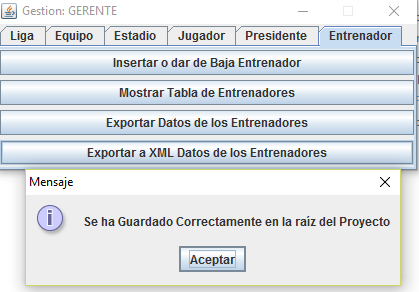 Gestion: GERENTE
Liga Equipo Estadio Jugador Presidente Entrenador
Insertar o dar de Baja Entrenador
Mostrar Tabla de Entrenadores
Exportar Datos de los Entrenadores
Exportar a XML Datos de los Entrenadores
Mensaje
Se ha Guardado Correctamente en la raíz del Proyecto
Aceptar